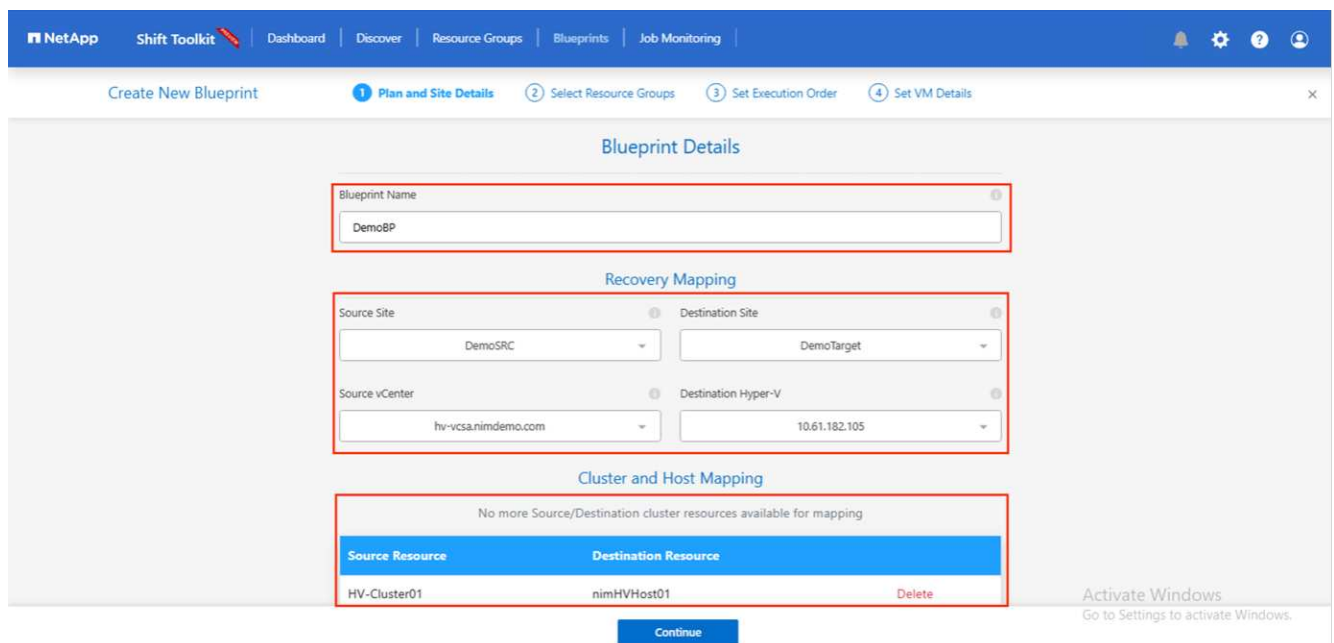 NetApp Shift Toolkit PREVIEW Dashboard Discover Resource Groups Blueprints Job Monitoring
Create New Blueprint 1 Plan and Site Details 2 Select Resource Groups 3 Set Execution Order 4 Set VM Details
Blueprint Details
Blueprint Name
DemoBP
Recovery Mapping
Source Site Destination Site
DemoSRC DemoTarget
Source vCenter Destination Hyper-V
hv-vcsa.nimdemo.com 10.61.182.105
Cluster and Host Mapping
No more Source/Destination cluster resources available for mapping
Source Resource Destination Resource
HV-Cluster01 nimHVHost01 Delete
Activate Windows
Go to Settings to activate Windows.
Continue